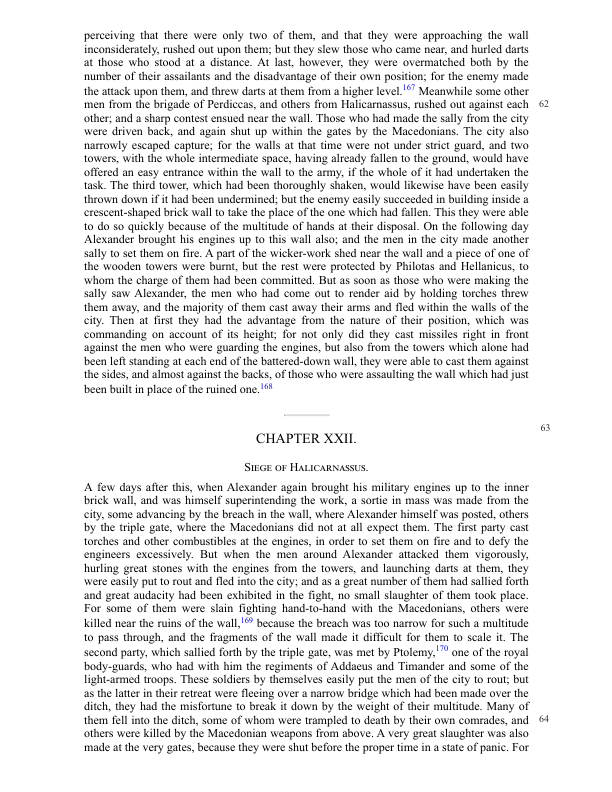 perceiving that there were only two of them, and that they were approaching the wall
inconsiderately, rushed out upon them; but they slew those who came near, and hurled darts
at those who stood at a distance. At last, however, they were overmatched both by the
number of their assailants and the disadvantage of their own position; for the enemy made
the attack upon them, and threw darts at them from a higher level.167 Meanwhile some other
men from the brigade of Perdiccas, and others from Halicarnassus, rushed out against each 62
other; and a sharp contest ensued near the wall. Those who had made the sally from the city
were driven back, and again shut up within the gates by the Macedonians. The city also
narrowly escaped capture; for the walls at that time were not under strict guard, and two
towers, with the whole intermediate space, having already fallen to the ground, would have
offered an easy entrance within the wall to the army, if the whole of it had undertaken the
task. The third tower, which had been thoroughly shaken, would likewise have been easily
thrown down if it had been undermined; but the enemy easily succeeded in building inside a
crescent-shaped brick wall to take the place of the one which had fallen. This they were able
to do so quickly because of the multitude of hands at their disposal. On the following day
Alexander brought his engines up to this wall also; and the men in the city made another
sally to set them on fire. A part of the wicker-work shed near the wall and a piece of one of
the wooden towers were burnt, but the rest were protected by Philotas and Hellanicus, to
whom the charge of them had been committed. But as soon as those who were making the
sally saw Alexander, the men who had come out to render aid by holding torches threw
them away, and the majority of them cast away their arms and fled within the walls of the
city. Then at first they had the advantage from the nature of their position, which was
commanding on account of its height; for not only did they cast missiles right in front
against the men who were guarding the engines, but also from the towers which alone had
been left standing at each end of the battered-down wall, they were able to cast them against
the sides, and almost against the backs, of those who were assaulting the wall which had just
been built in place of the ruined one.168
63
CHAPTER XXII.
Siege of Halicarnassus.
A few days after this, when Alexander again brought his military engines up to the inner
brick wall, and was himself superintending the work, a sortie in mass was made from the
city, some advancing by the breach in the wall, where Alexander himself was posted, others
by the triple gate, where the Macedonians did not at all expect them. The first party cast
torches and other combustibles at the engines, in order to set them on fire and to defy the
engineers excessively. But when the men around Alexander attacked them vigorously,
hurling great stones with the engines from the towers, and launching darts at them, they
were easily put to rout and fled into the city; and as a great number of them had sallied forth
and great audacity had been exhibited in the fight, no small slaughter of them took place.
For some of them were slain fighting hand-to-hand with the Macedonians, others were
killed near the ruins of the wall,169 because the breach was too narrow for such a multitude
to pass through, and the fragments of the wall made it difficult for them to scale it. The
second party, which sallied forth by the triple gate, was met by Ptolemy,170 one of the royal
body-guards, who had with him the regiments of Addaeus and Timander and some of the
light-armed troops. These soldiers by themselves easily put the men of the city to rout; but
as the latter in their retreat were fleeing over a narrow bridge which had been made over the
ditch, they had the misfortune to break it down by the weight of their multitude. Many of
them fell into the ditch, some of whom were trampled to death by their own comrades, and 64
others were killed by the Macedonian weapons from above. A very great slaughter was also
made at the very gates, because they were shut before the proper time in a state of panic. For